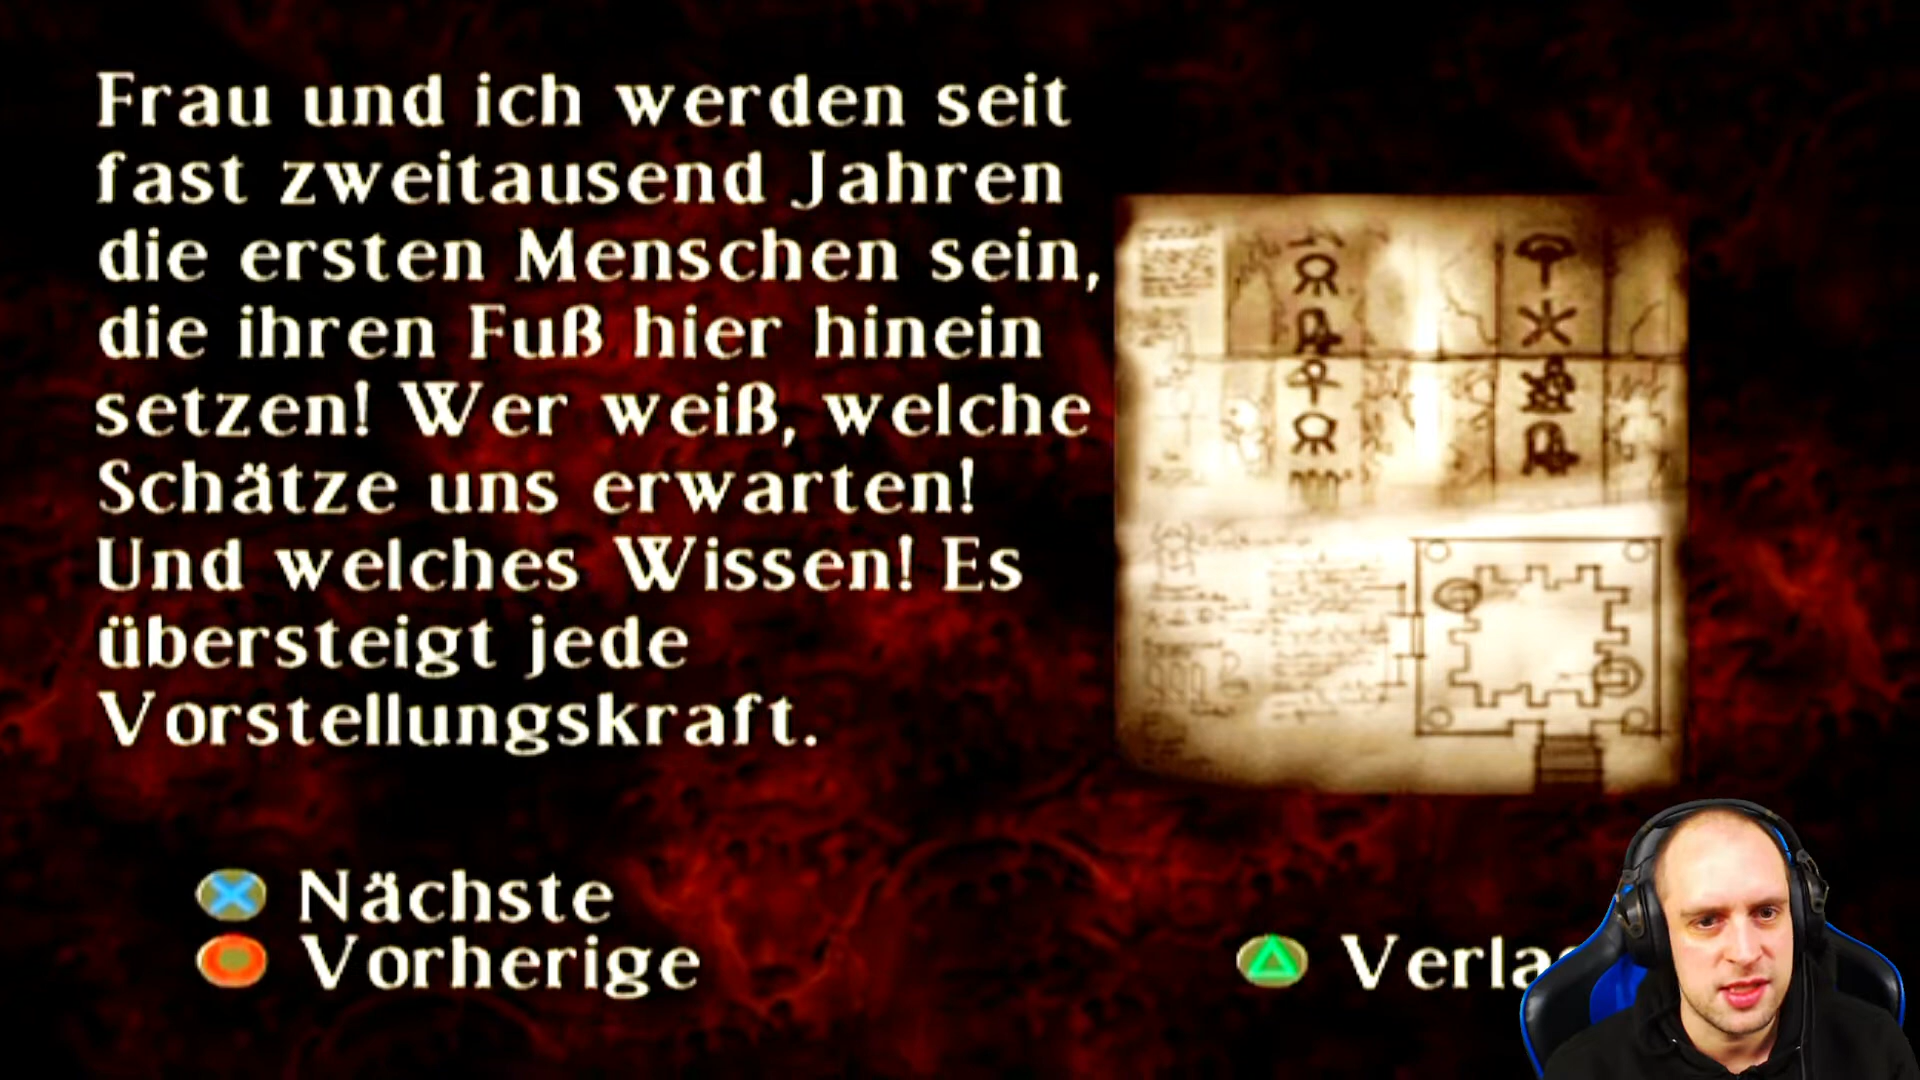 Frau und ich werden seit
fast zweitausend Jahren
die ersten Menschen sein,
die ihren Fuß hier hinein
setzen! Wer weiß, welche
Schätze uns erwarten!
Und welches Wissen! Es
übersteigt jede
Vorstellungskraft.
Nächste
Vorherige